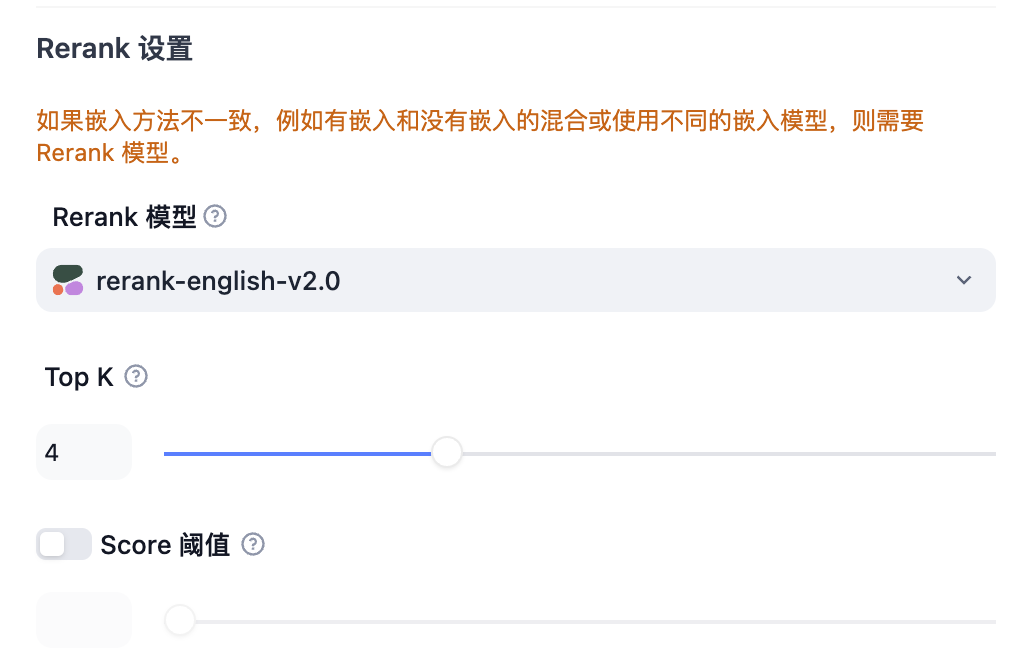 Rerank 设置
如果嵌入方法不一致，例如有嵌入和没有嵌入的混合或使用不同的嵌入模型，则需要
Rerank 模型。
Rerank 模型
rerank-english-v2.0
Top K
4
Score 阈值